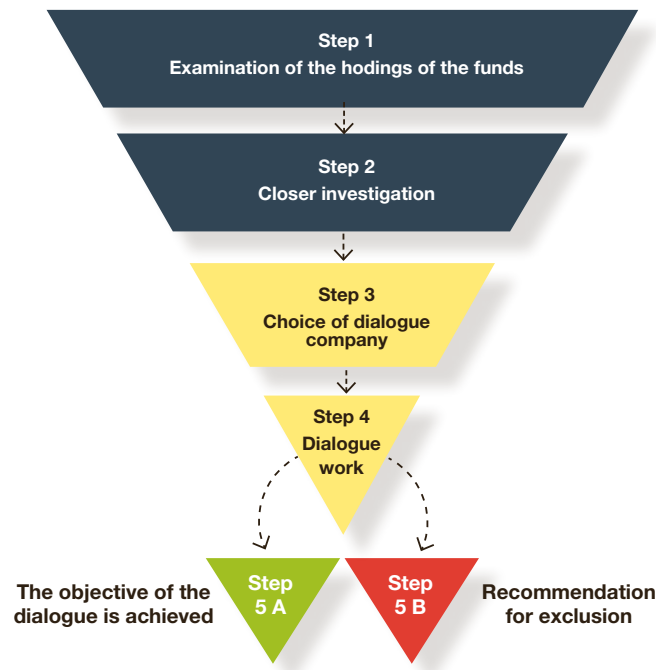 Step 1
Examination of the hodings of the funds
Step 2
Closer investigation
Step 3
Choice of dialogue
company
Step 4
Dialogue
work
The objective of the
dialogue is achieved
Step
5 A
Step
5 B
Recommendation
for exclusion